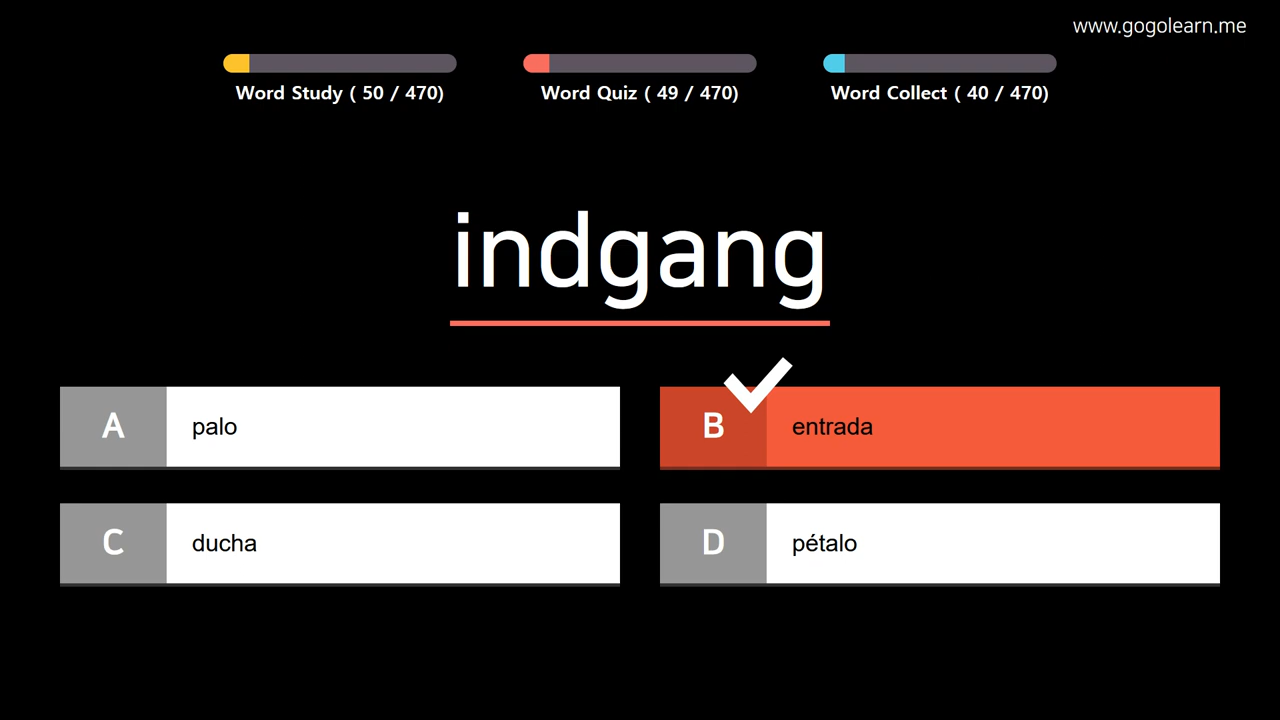 www.gogolearn.me
Word Study ( 50 / 470)
Word Quiz ( 49 / 470)
Word Collect ( 40 / 470)
indgang
A palo
B entrada
C ducha
D pétalo